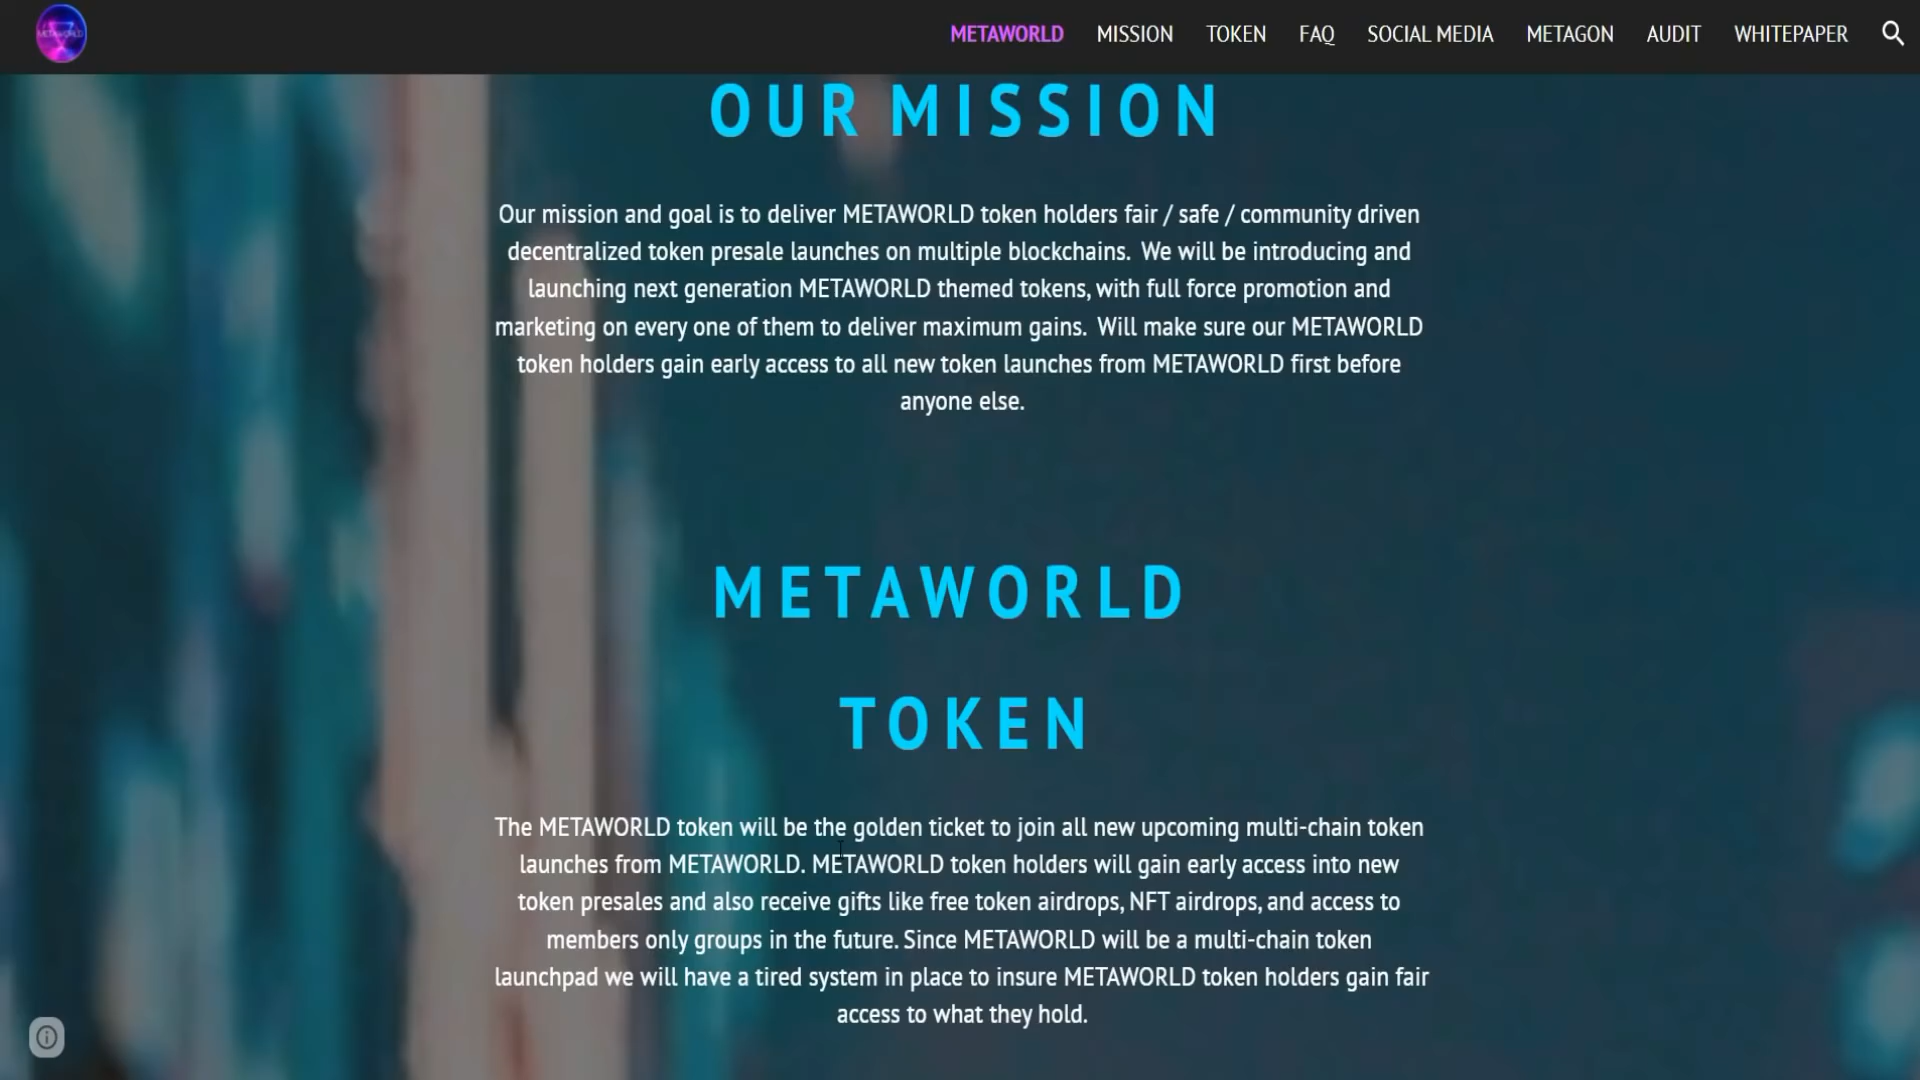 METAWORLD
METAWORLD MISSION TOKEN FAQ SOCIAL MEDIA METAGON AUDIT WHITEPAPER
OUR MISSION
Our mission and goal is to deliver METAWORLD token holders fair / safe / community driven
decentralized token presale launches on multiple blockchains. We will be introducing and
launching next generation METAWORLD themed tokens, with full force promotion and
marketing on every one of them to deliver maximum gains. Will make sure our METAWORLD
token holders gain early access to all new token launches from METAWORLD first before
anyone else.
METAWORLD
TOKEN
The METAWORLD token will be the golden ticket to join all new upcoming multi-chain token
launches from METAWORLD. METAWORLD token holders will gain early access into new
token presales and also receive gifts like free token airdrops, NFT airdrops, and access to
members only groups in the future. Since METAWORLD will be a multi-chain token
launchpad we will have a tired system in place to insure METAWORLD token holders gain fair
access to what they hold.